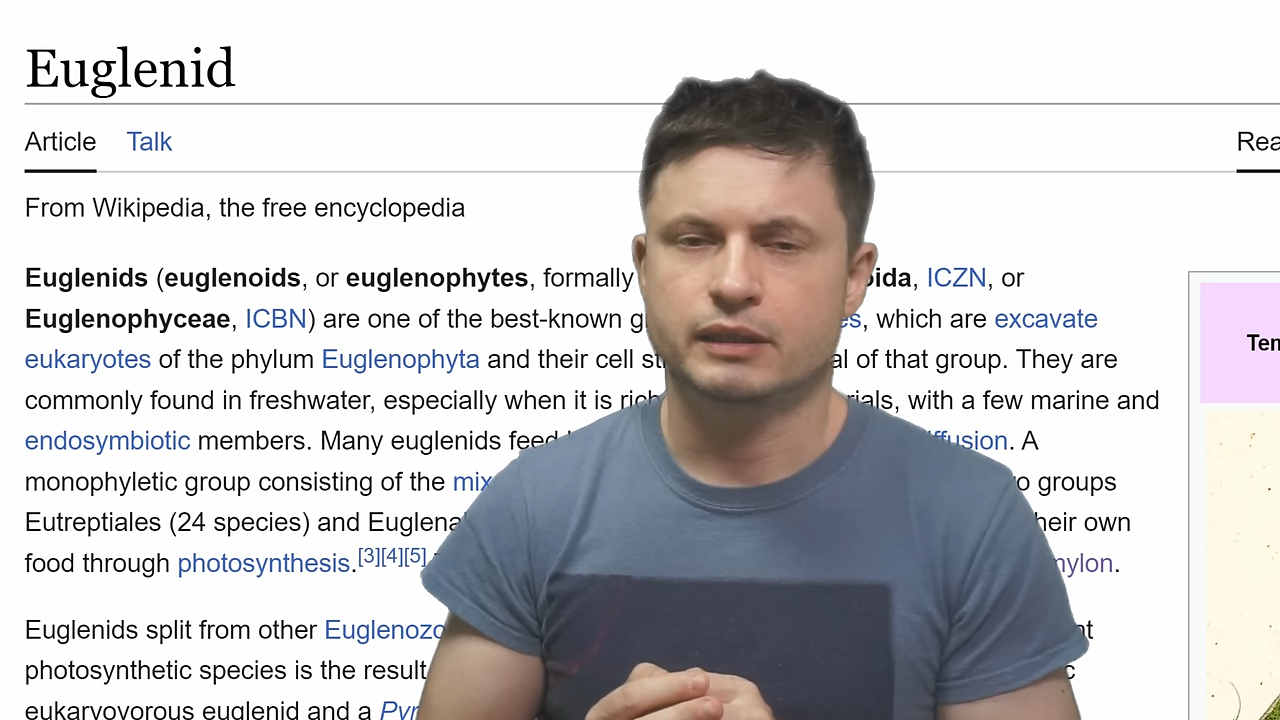 Euglenid
Article Talk Rea
From Wikipedia, the free encyclopedia
Euglenids (euglenoids, or euglenophytes, formally oida, ICZN, or
Euglenophyceae, ICBN) are one of the best-known g es, which are excavate
eukaryotes of the phylum Euglenophyta and their cell st al of that group. They are
Ten
commonly found in freshwater, especially when it is rich rials, with a few marine and
endosymbiotic members. Many euglenids feed iffusion. A
monophyletic group consisting of the mix o groups
Eutreptiales (24 species) and Euglena heir own
food through photosynthesis.[3][4][5] mylon.
Euglenids split from other Euglenozo nt
photosynthetic species is the result c
eukaryovorous euglenid and a Pyr